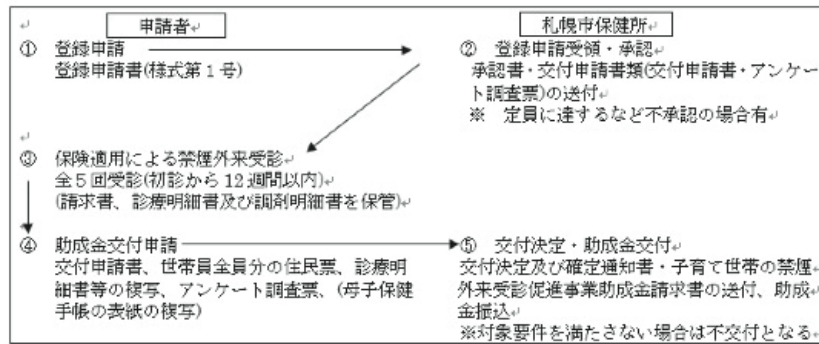 申請者
札幌市保健所
① 登録申請
登録申請書(様式第１号)
② 登録申請受領・承認
承認書・交付申請書類(交付申請書・アンケー
ト調査票)の送付
※ 定員に達するなど不承認の場合有
③ 保険適用による禁煙外来受診
全５回受診(初診から 12 週間以内)
(請求書、診療明細書及び調剤明細書を保管)
④ 助成金交付申請
交付申請書、世帯員全員分の住民票、診療明
細書等の複写、アンケート調査票、(母子保健
手帳の表紙の複写)
⑤ 交付決定・助成金交付
交付決定及び確定通知書・子育て世帯の禁煙
外来受診促進事業助成金請求書の送付、助成
金振込
※対象要件を満たさない場合は不交付となる